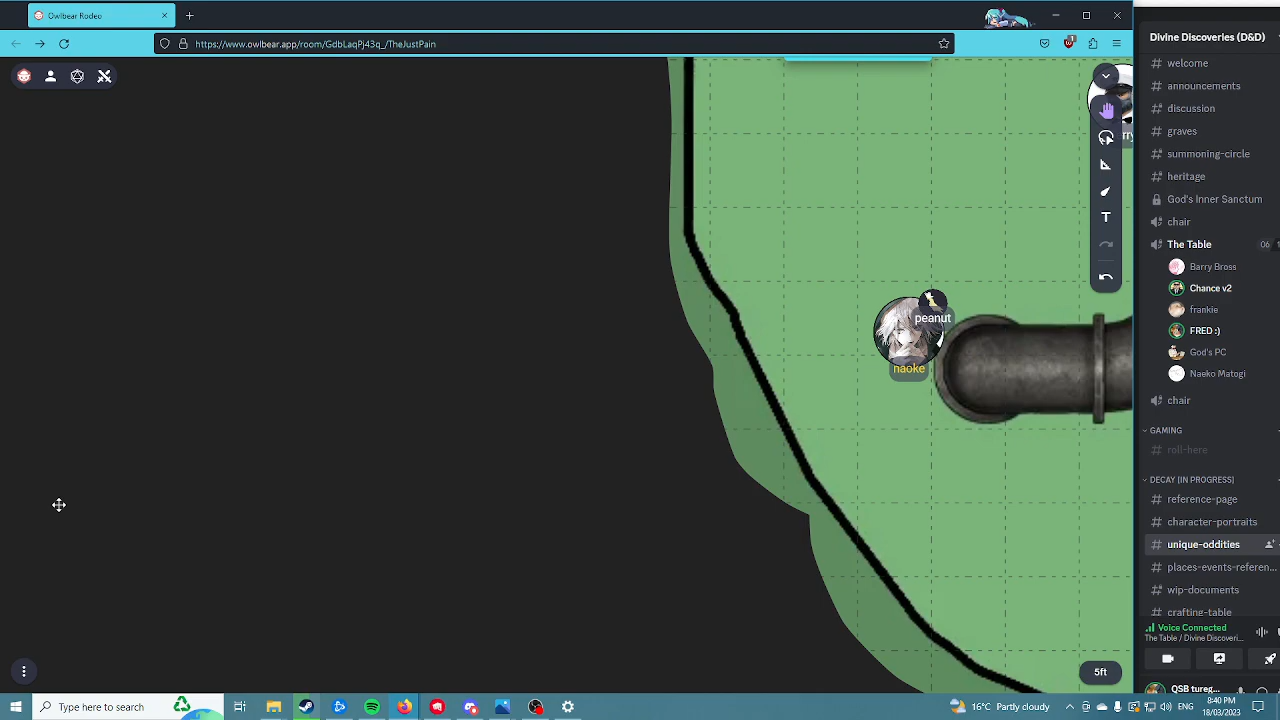 Owlbear Rodeo
https://www.owlbear.app/room/GdbLaqPj43q_/TheJustPain
peanut
naoke
5ft
Divine Discoveries (D&D)
welcome
announcements
discussion
graves
summoning-circle
heritage
God's Inner Sanctum
chair
The Table
06
Barry Bross
Chance v2
frankie
FRED :)
God's PC
Naeko Matogi
chair
GAMING
roll-here
DECAY [IN PROGRESS]
reference-page
character-portraits
unique-oddities
places-events-referen...
wip-documents
crafting-table
Voice Connected
The Table / Divine Discoveri...
QSB tureg...
Type here to search
16°C Partly cloudy
ENG
8:40 PM
18/03/2023